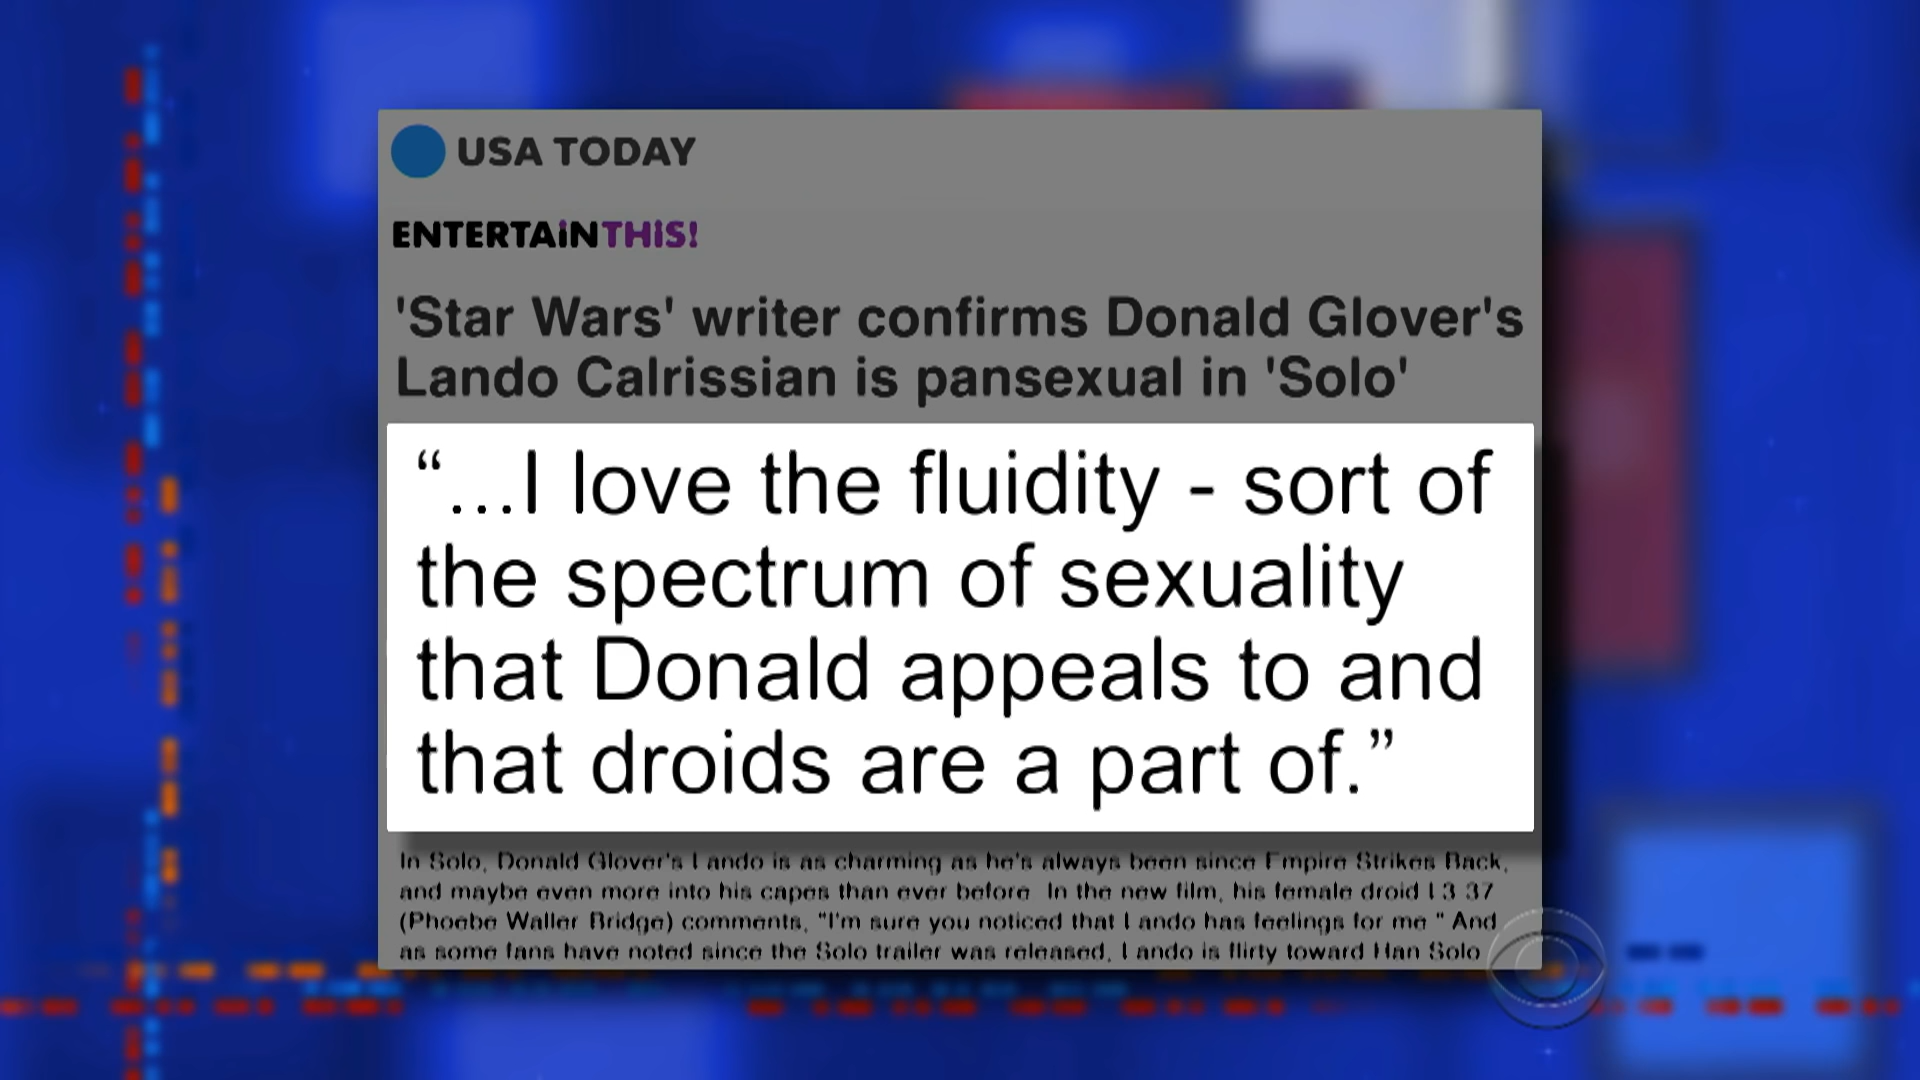 USA TODAY
ENTERTAiNTHiS!
'Star Wars' writer confirms Donald Glover's
Lando Calrissian is pansexual in 'Solo'
“...I love the fluidity - sort of
the spectrum of sexuality
that Donald appeals to and
that droids are a part of.”
In Solo, Donald Glover's Lando is as charming as he's always been since Empire Strikes Back,
and maybe even more into his capes than ever before. In the new film, his female droid L3-37
(Phoebe Waller-Bridge) comments, "I'm sure you noticed that Lando has feelings for me." And
as some fans have noted since the Solo trailer was released, Lando is flirty toward Han Solo